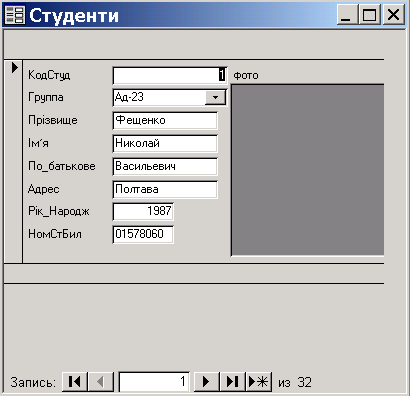 Студенти
КодСтуд 1 фото
Группа Ад-23
Прізвище Фещенко
Ім´я Николай
По_батькове Васильевич
Адрес Полтава
Рік_Народж 1987
НомСтБил 01578060
Запись: 1 из 32